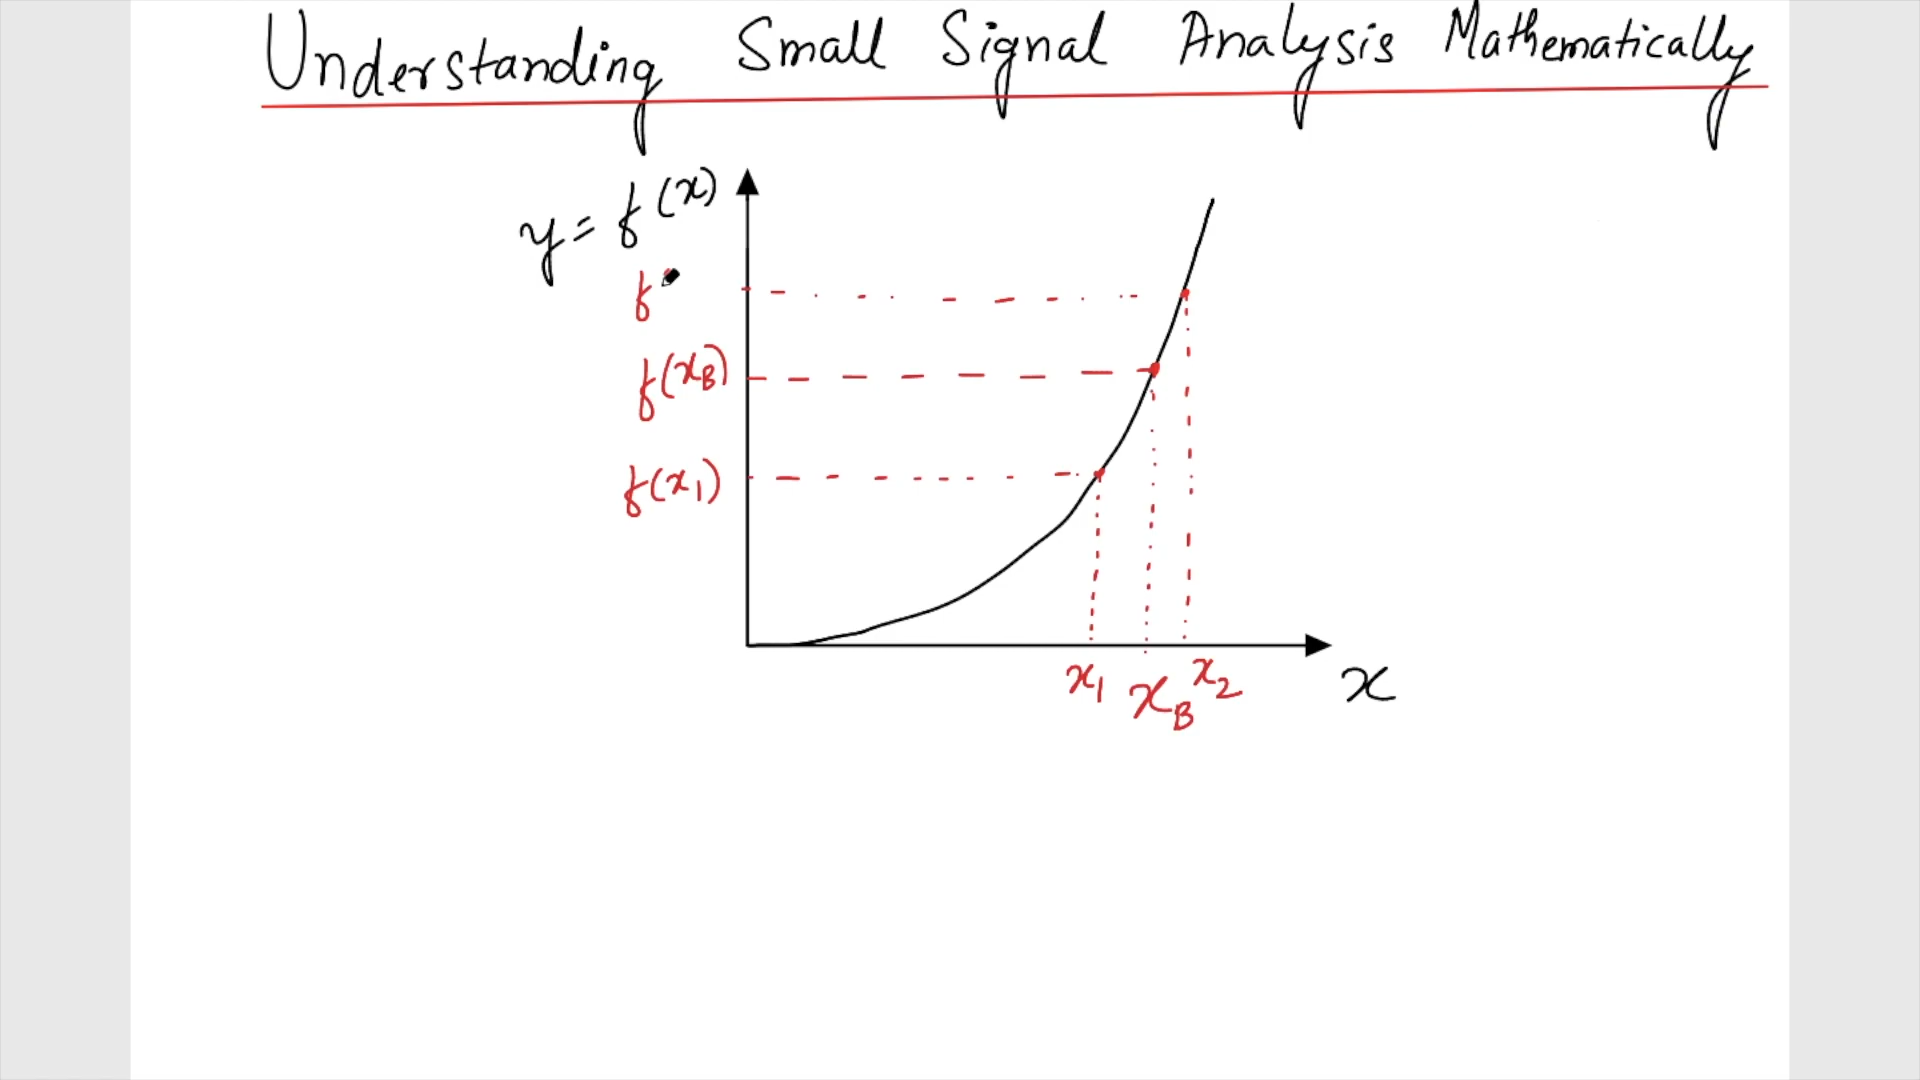 Understanding Small Signal Analysis Mathematically
y = f(x)
f
f(xB)
f(x1)
x1 xB x2 x